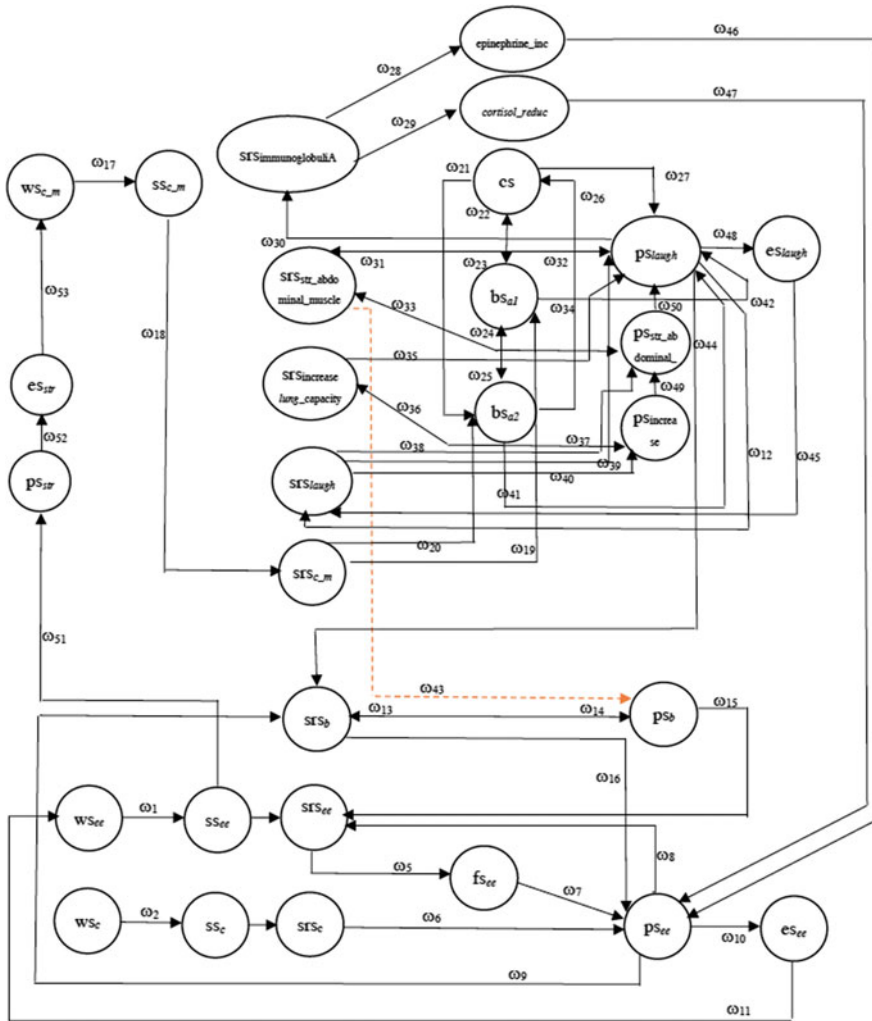 ω46
epinephrine_inc
ω28
ω47
cortisol_reduc
ω29
srsimmunoglobuliA
ω17
wsc_m
ssc_m
ω21
cs
ω27
ω26
ω22
ω30
ω31
ω23
ω32
pslaugh
ω48
eslaugh
srsstr_abdo
minal_muscle
bsa1
ω53
ω33
ω34
ω42
ω50
ω18
ω24
psstr_ab
dominal_
ω44
ω35
esstr
srsincrease
lung_capacity
ω25
ω49
ω52
ω36
bsa2
ω37
psincrea
se
ω38
ω39
ω12
ω45
psstr
srslaugh
ω40
ω41
ω20
ω19
srsc_m
ω51
ω43
ω15
srsb
ω13
ω14
psb
ω16
wsee
ω1
ssee
srsee
ω8
ω5
fsee
ω7
wsc
ω2
ssc
srsc
ω6
psee
ω10
esee
ω9
ω11